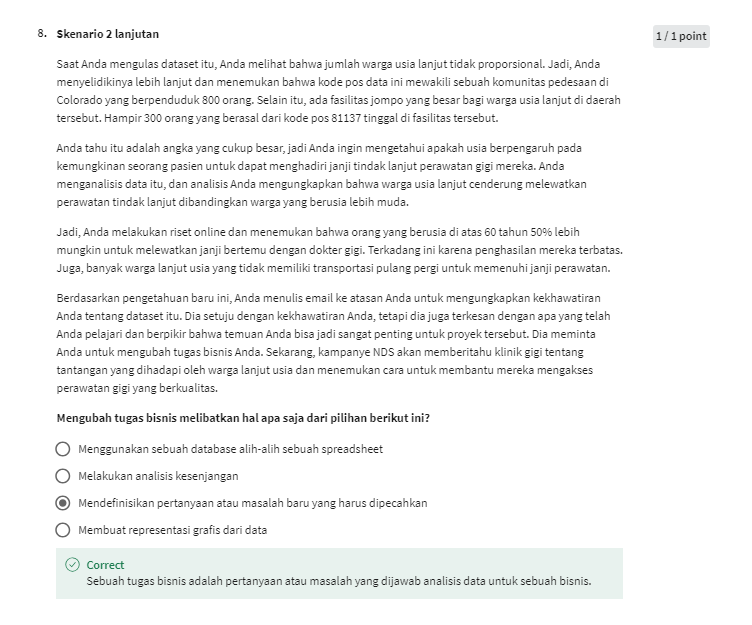 8. Skenario 2 lanjutan
1 / 1 point
Saat Anda mengulas dataset itu, Anda melihat bahwa jumlah warga usia lanjut tidak proporsional. Jadi, Anda
menyelidikinya lebih lanjut dan menemukan bahwa kode pos data ini mewakili sebuah komunitas pedesaan di
Colorado yang berpenduduk 800 orang. Selain itu, ada fasilitas jompo yang besar bagi warga usia lanjut di daerah
tersebut. Hampir 300 orang yang berasal dari kode pos 81137 tinggal di fasilitas tersebut.
Anda tahu itu adalah angka yang cukup besar, jadi Anda ingin mengetahui apakah usia berpengaruh pada
kemungkinan seorang pasien untuk dapat menghadiri janji tindak lanjut perawatan gigi mereka. Anda
menganalisis data itu, dan analisis Anda mengungkapkan bahwa warga usia lanjut cenderung melewatkan
perawatan tindak lanjut dibandingkan warga yang berusia lebih muda.
Jadi, Anda melakukan riset online dan menemukan bahwa orang yang berusia di atas 60 tahun 50% lebih
mungkin untuk melewatkan janji bertemu dengan dokter gigi. Terkadang ini karena penghasilan mereka terbatas.
Juga, banyak warga lanjut usia yang tidak memiliki transportasi pulang pergi untuk memenuhi janji perawatan.
Berdasarkan pengetahuan baru ini, Anda menulis email ke atasan Anda untuk mengungkapkan kekhawatiran
Anda tentang dataset itu. Dia setuju dengan kekhawatiran Anda, tetapi dia juga terkesan dengan apa yang telah
Anda pelajari dan berpikir bahwa temuan Anda bisa jadi sangat penting untuk proyek tersebut. Dia meminta
Anda untuk mengubah tugas bisnis Anda. Sekarang, kampanye NDS akan memberitahu klinik gigi tentang
tantangan yang dihadapi oleh warga lanjut usia dan menemukan cara untuk membantu mereka mengakses
perawatan gigi yang berkualitas.
Mengubah tugas bisnis melibatkan hal apa saja dari pilihan berikut ini?
Menggunakan sebuah database alih-alih sebuah spreadsheet
Melakukan analisis kesenjangan
Mendefinisikan pertanyaan atau masalah baru yang harus dipecahkan
Membuat representasi grafis dari data
Correct
Sebuah tugas bisnis adalah pertanyaan atau masalah yang dijawab analisis data untuk sebuah bisnis.